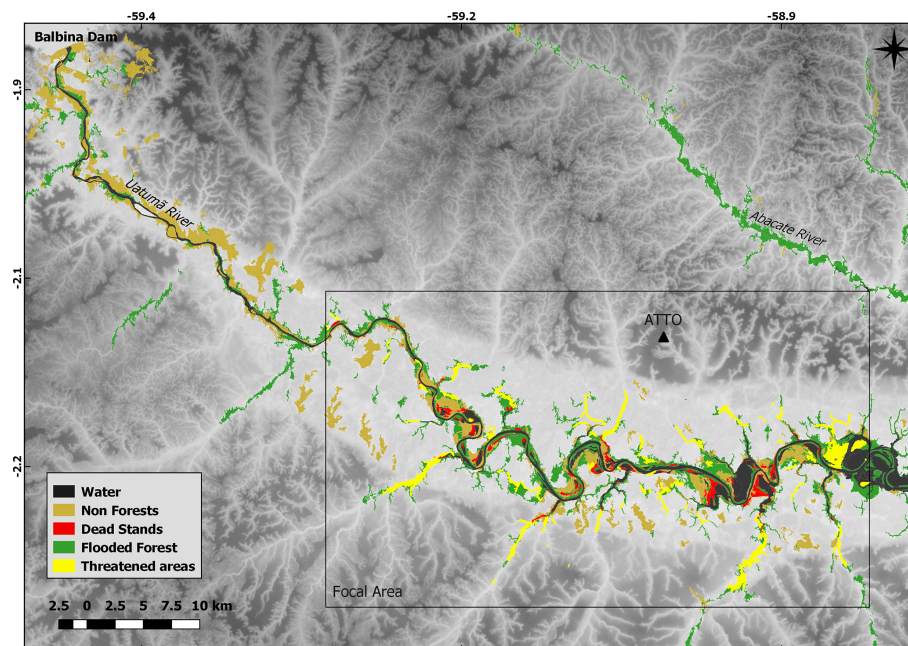 -59.4 -59.2 -58.9
Balbina Dam
-1.9
Uatumã River
Abacate River
-2.1
ATTO
-2.2
Water
Non Forests
Dead Stands
Flooded Forest
Threatened areas
Focal Area
2.5 0 2.5 5 7.5 10 km